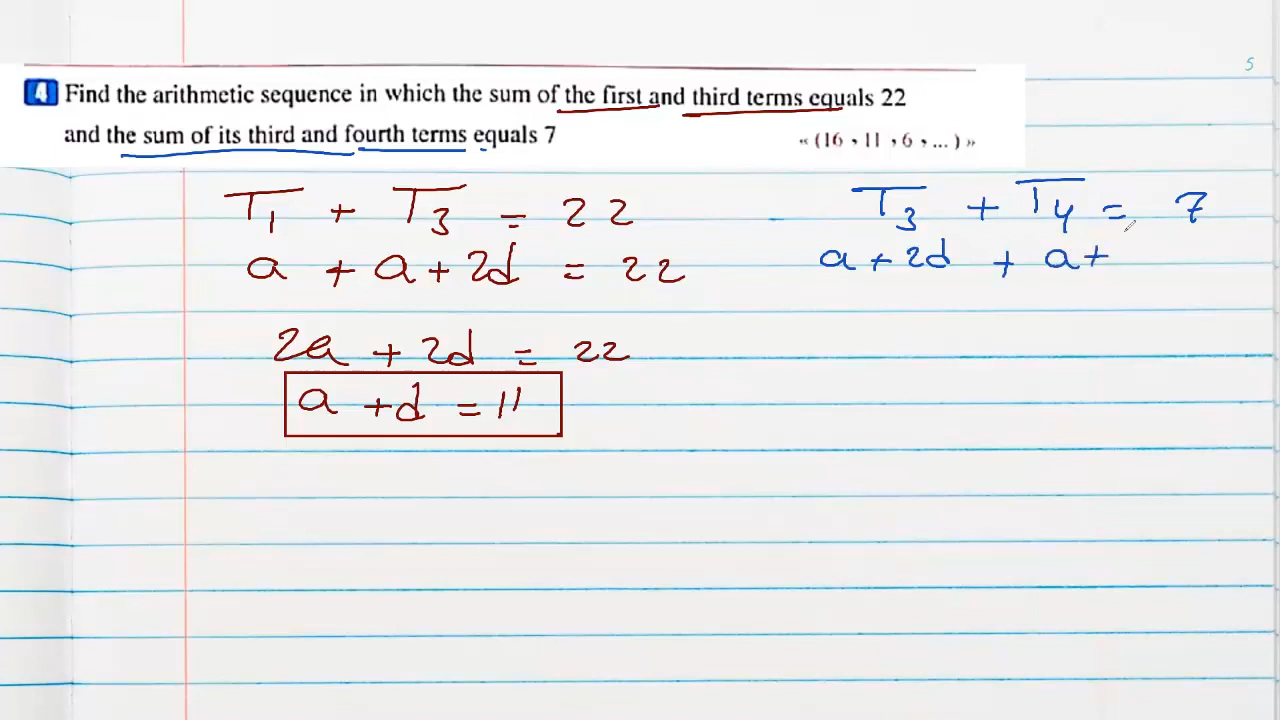 5
4 Find the arithmetic sequence in which the sum of the first and third terms equals 22
and the sum of its third and fourth terms equals 7 « (16 , 11 , 6 , ...) »
T₁ + T₃ = 22
a + a + 2d = 22
2a + 2d = 22
a + d = 11
T₃ + T₄ = 7
a + 2d + a +